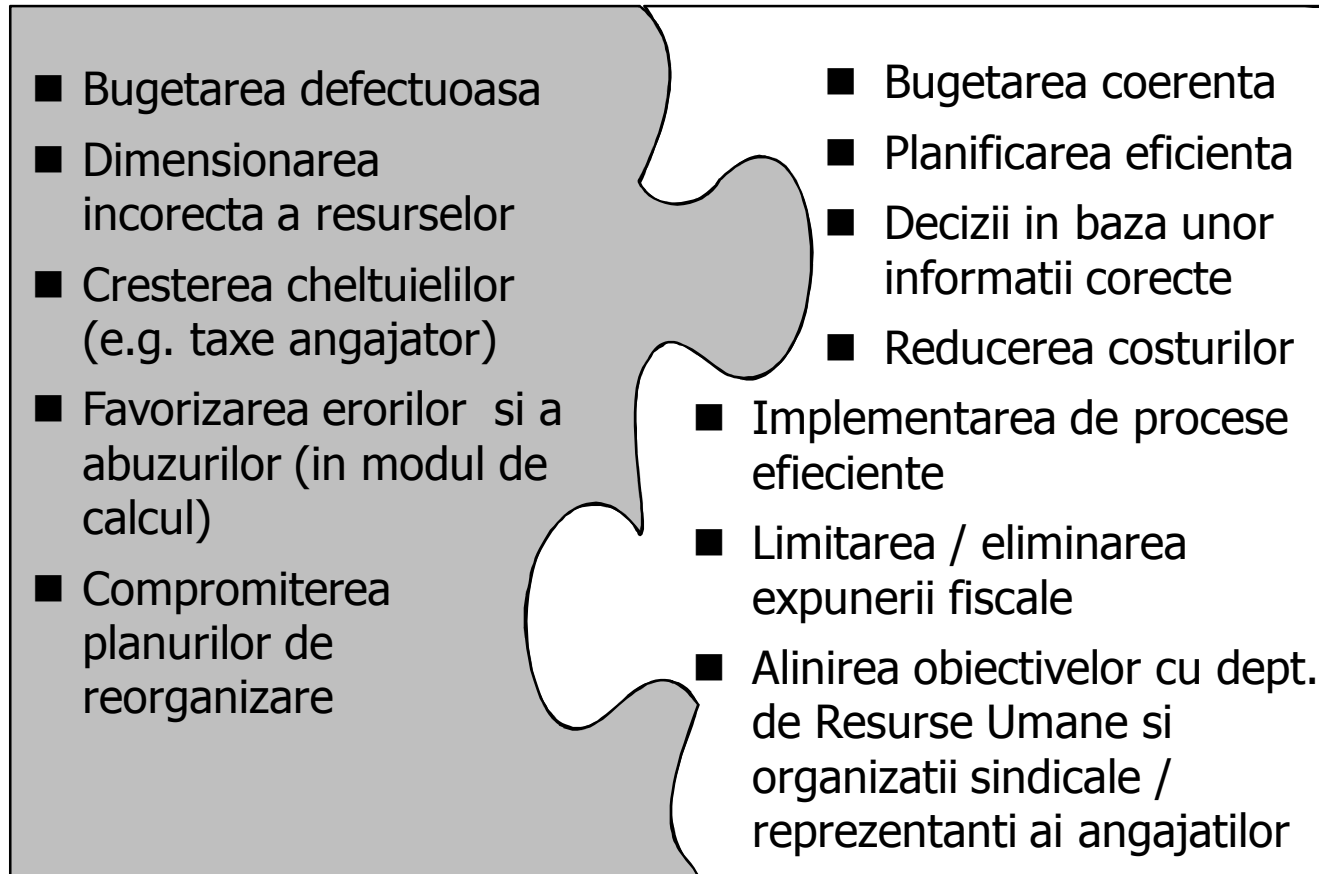 ■ Bugetarea defectuoasa
■ Dimensionarea
incorecta a resurselor
■ Cresterea cheltuielilor
(e.g. taxe angajator)
■ Favorizarea erorilor si a
abuzurilor (in modul de
calcul)
■ Compromiterea
planurilor de
reorganizare
■ Bugetarea coerenta
■ Planificarea eficienta
■ Decizii in baza unor
informatii corecte
■ Reducerea costurilor
■ Implementarea de procese
efieciente
■ Limitarea / eliminarea
expunerii fiscale
■ Alinirea obiectivelor cu dept.
de Resurse Umane si
organizatii sindicale /
reprezentanti ai angajatilor